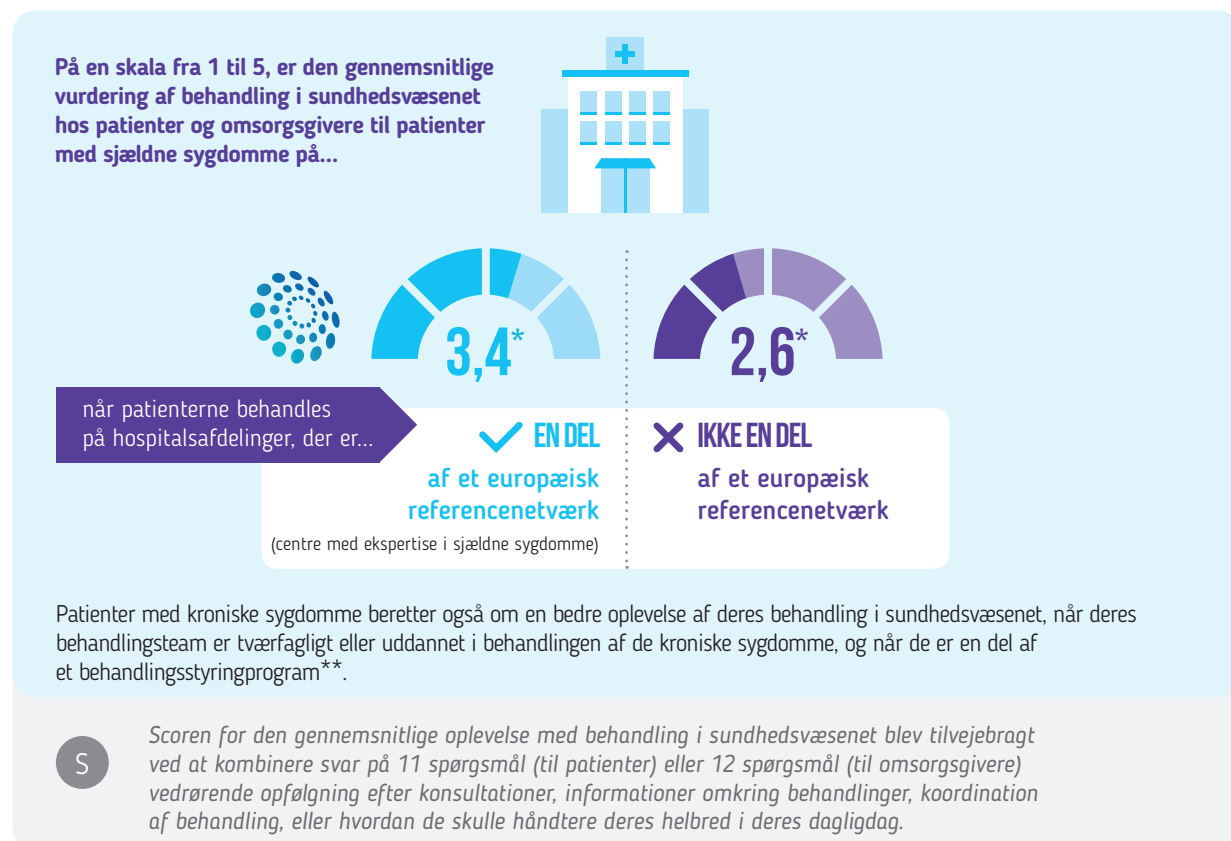 På en skala fra 1 til 5, er den gennemsnitlige
vurdering af behandling i sundhedsvæsenet
hos patienter og omsorgsgivere til patienter
med sjældne sygdomme på...
3,4*
2,6*
når patienterne behandles
på hospitalsafdelinger, der er...
EN DEL
af et europæisk
referencenetværk
(centre med ekspertise i sjældne sygdomme)
IKKE EN DEL
af et europæisk
referencenetværk
Patienter med kroniske sygdomme beretter også om en bedre oplevelse af deres behandling i sundhedsvæsenet, når deres
behandlingsteam er tværfagligt eller uddannet i behandlingen af de kroniske sygdomme, og når de er en del af
et behandlingsstyringprogram**.
S
Scoren for den gennemsnitlige oplevelse med behandling i sundhedsvæsenet blev tilvejebragt
ved at kombinere svar på 11 spørgsmål (til patienter) eller 12 spørgsmål (til omsorgsgivere)
vedrørende opfølgning efter konsultationer, informationer omkring behandlinger, koordination
af behandling, eller hvordan de skulle håndtere deres helbred i deres dagligdag.